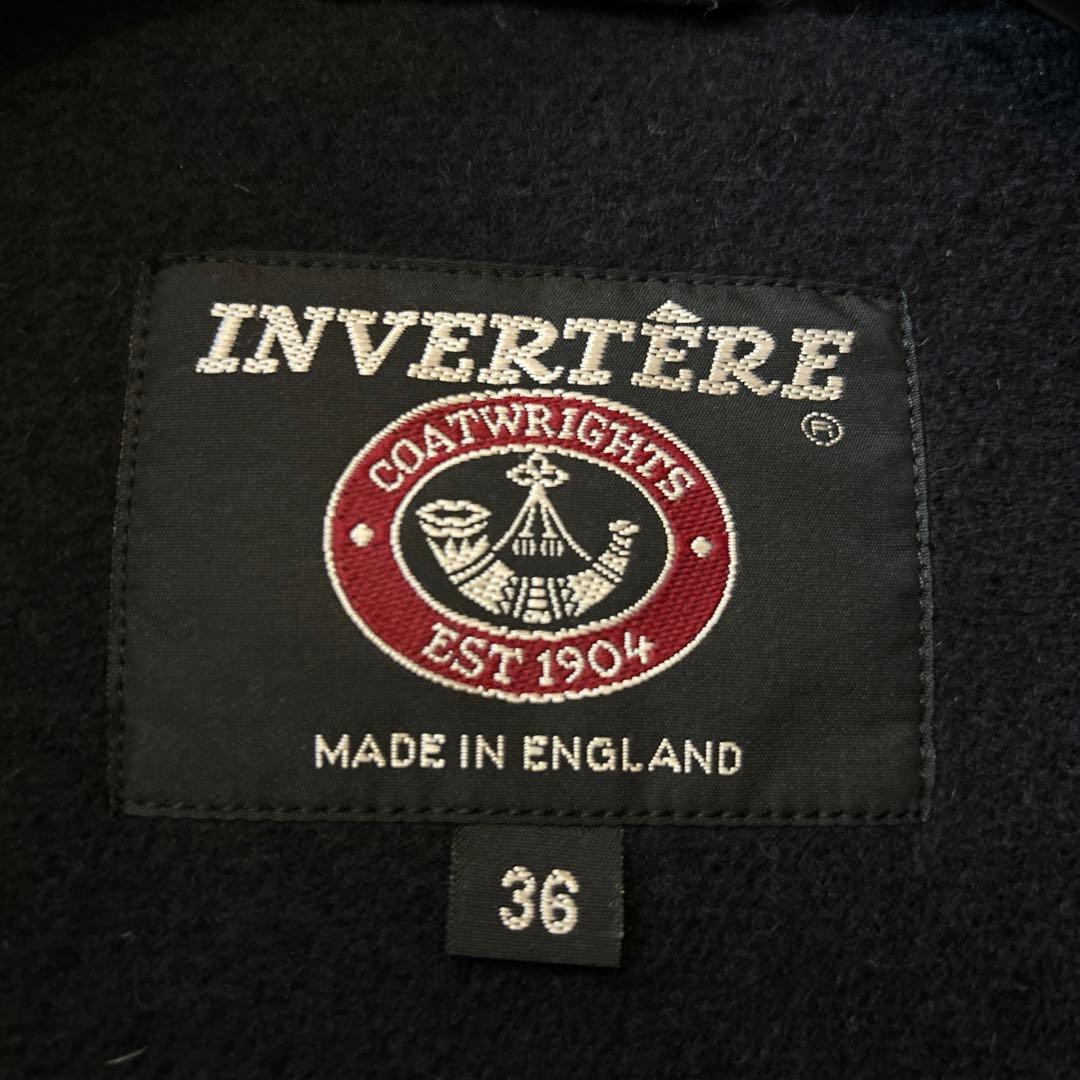 INVERTÊRE
®
COATWRIGHTS
EST 1904
MADE IN ENGLAND
36